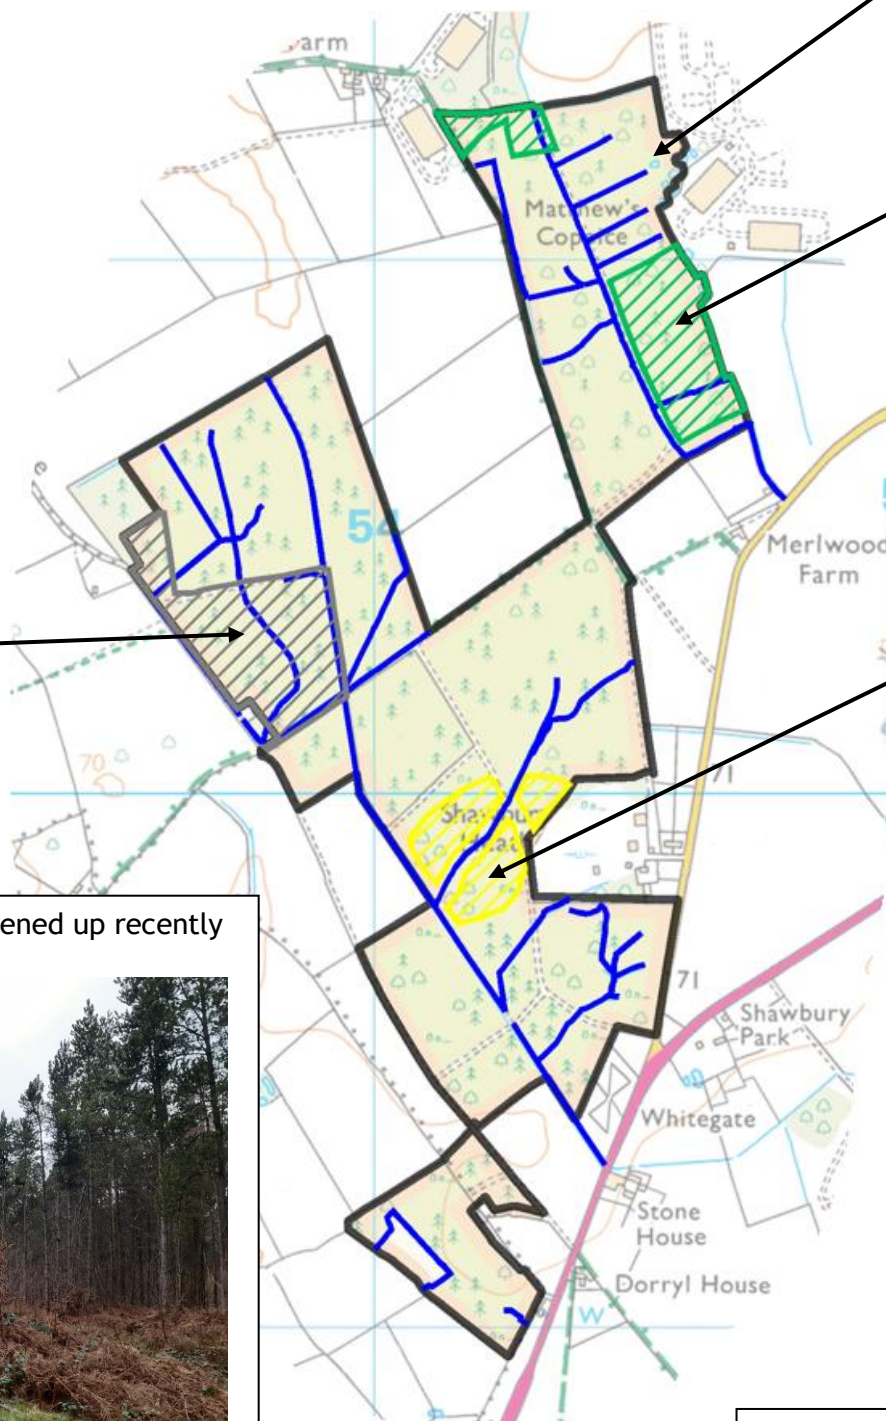 arm
Matthew's
Coppice
54
Merlwood
Farm
70
71
Shawbury
Heath
ened up recently
71
Shawbury
Park
Whitegate
Stone
House
Dorryl House
W